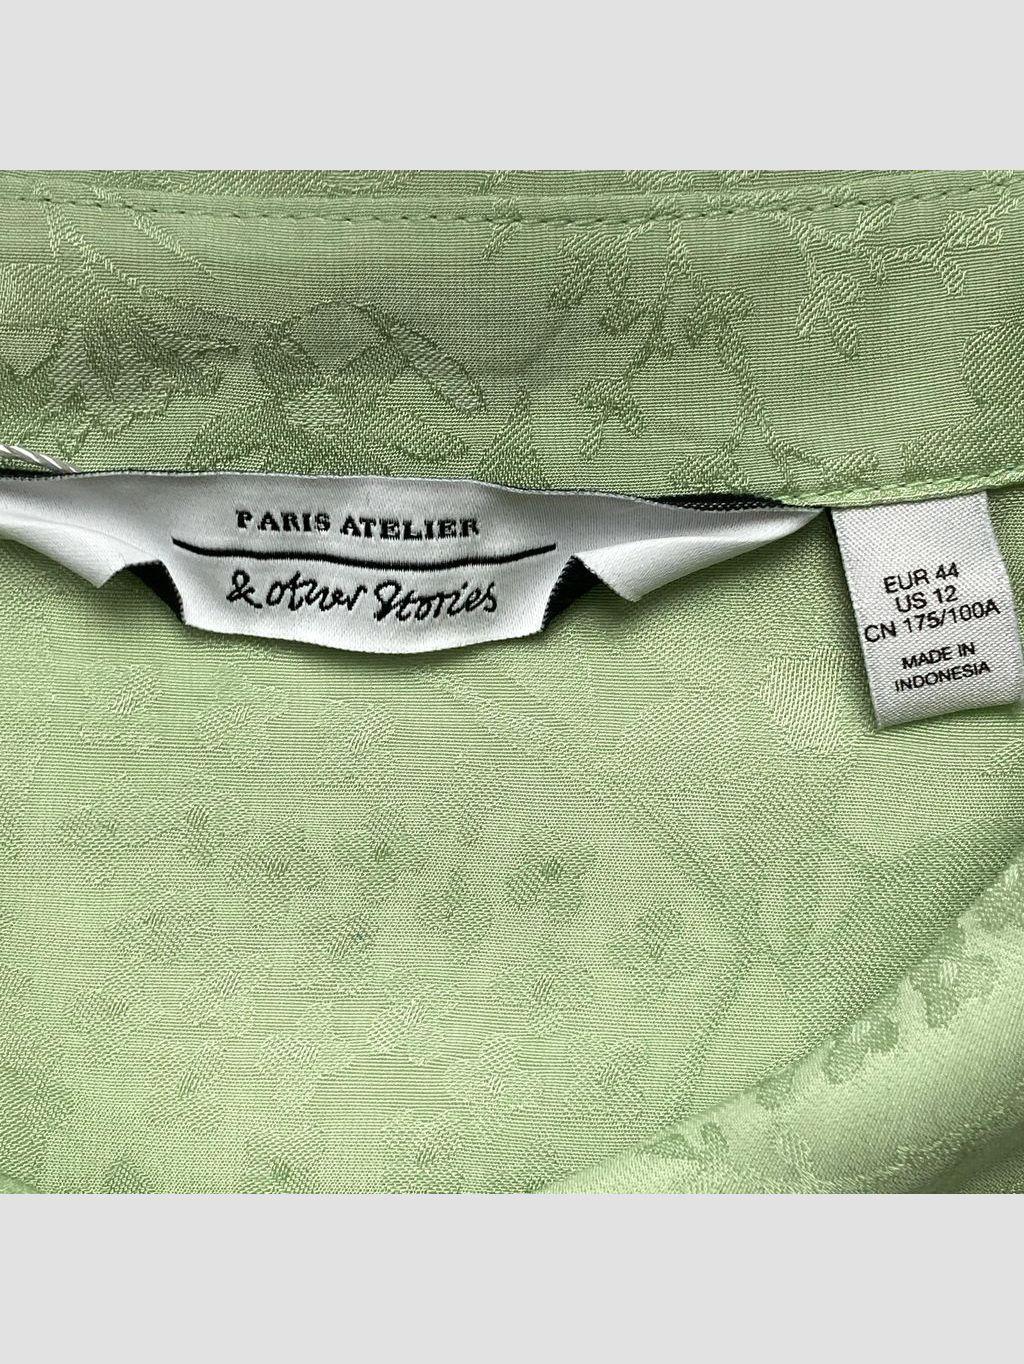 PARIS ATELIER
& other Stories
EUR 44
US 12
CN 175/100A
MADE IN
INDONESIA